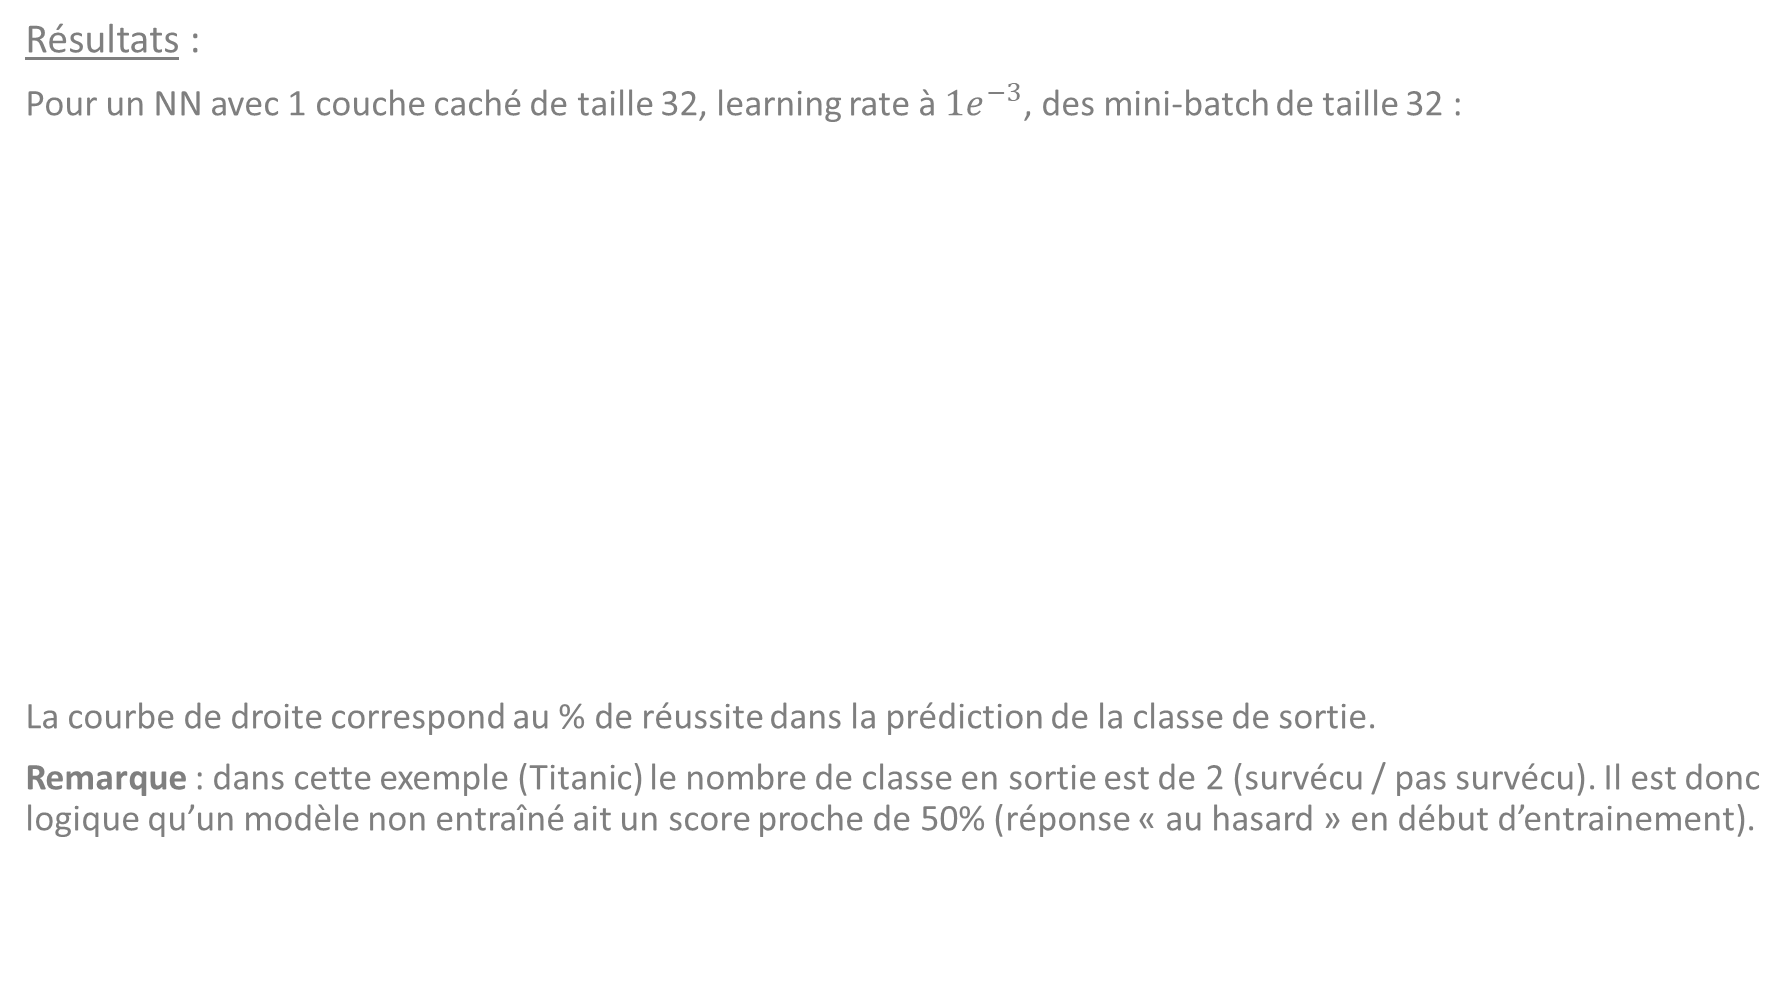 Résultats :
Pour un NN avec 1 couche caché de taille 32, learning rate à 1e⁻³, des mini-batch de taille 32 :
La courbe de droite correspond au % de réussite dans la prédiction de la classe de sortie.
Remarque : dans cette exemple (Titanic) le nombre de classe en sortie est de 2 (survécu / pas survécu). Il est donc
logique qu’un modèle non entraîné ait un score proche de 50% (réponse « au hasard » en début d’entrainement).